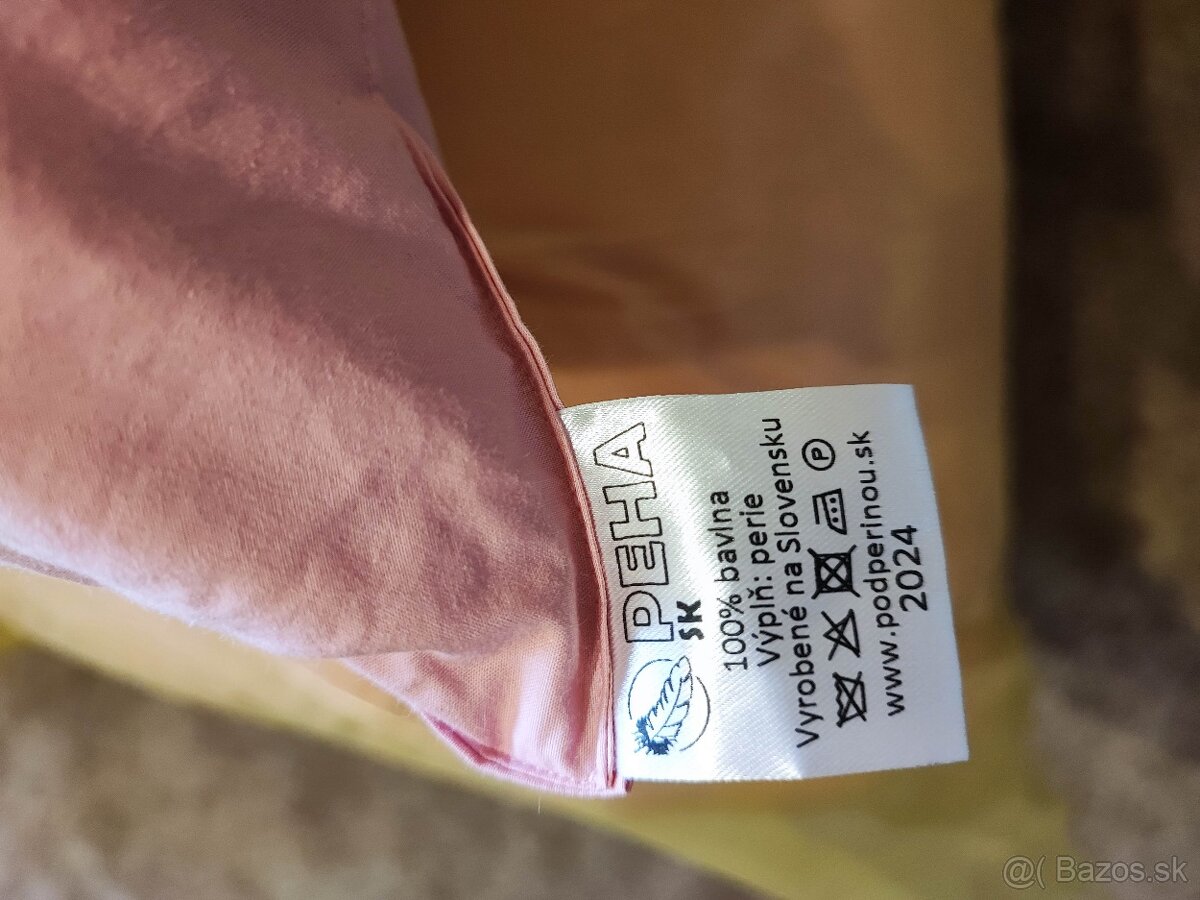 PEHA
SK
100% bavlna
Výplň: perie
Vyrobené na Slovensku
P
www.podperinou.sk
2024
@( Bazos.sk